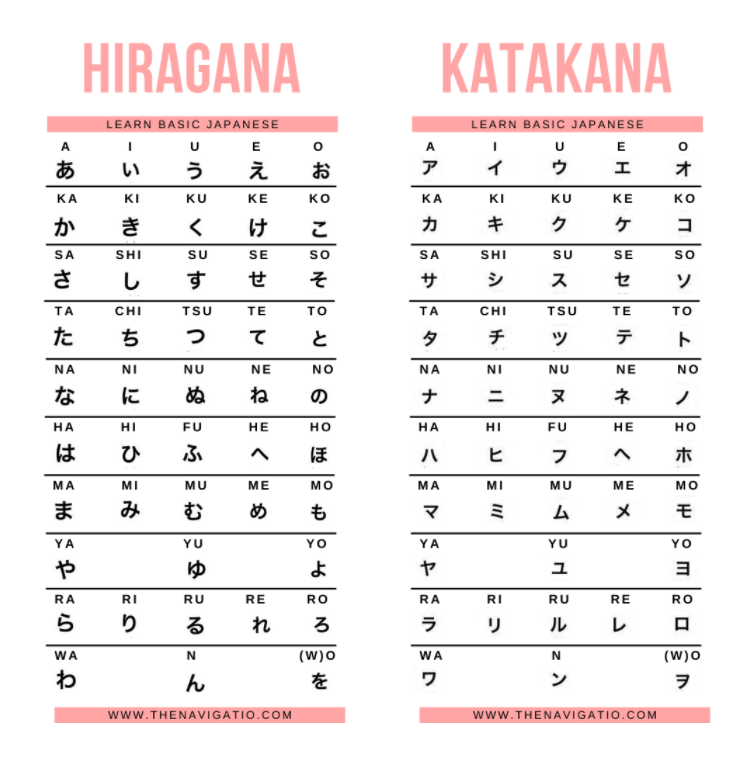 HIRAGANA
LEARN BASIC JAPANESE
A I U E O
あ い う え お
KA KI KU KE KO
か き く け こ
SA SHI SU SE SO
さ し す せ そ
TA CHI TSU TE TO
た ち つ て と
NA NI NU NE NO
な に ぬ ね の
HA HI FU HE HO
は ひ ふ へ ほ
MA MI MU ME MO
ま み む め も
YA YU YO
や ゆ よ
RA RI RU RE RO
ら り る れ ろ
WA N (W)O
わ ん を
WWW.THENAVIGATIO.COM
KATAKANA
LEARN BASIC JAPANESE
A I U E O
ア イ ウ エ オ
KA KI KU KE KO
カ キ ク ケ コ
SA SHI SU SE SO
サ シ ス セ ソ
TA CHI TSU TE TO
タ チ ツ テ ト
NA NI NU NE NO
ナ ニ ヌ ネ ノ
HA HI FU HE HO
ハ ヒ フ ヘ ホ
MA MI MU ME MO
マ ミ ム メ モ
YA YU YO
ヤ ユ ヨ
RA RI RU RE RO
ラ リ ル レ ロ
WA N (W)O
ワ ン ヲ
WWW.THENAVIGATIO.COM